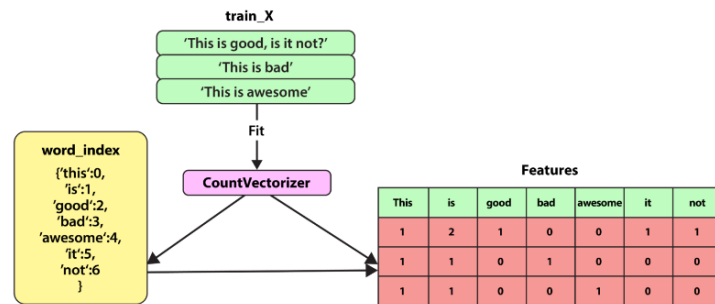 train_X
'This is good, is it not?'
'This is bad'
'This is awesome'
Fit
word_index
{'this':0,
'is':1,
'good':2,
'bad':3,
'awesome':4,
'it':5,
'not':6
}
CountVectorizer
Features
This is good bad awesome it not
1 2 1 0 0 1 1
1 1 0 1 0 0 0
1 1 0 0 1 0 0